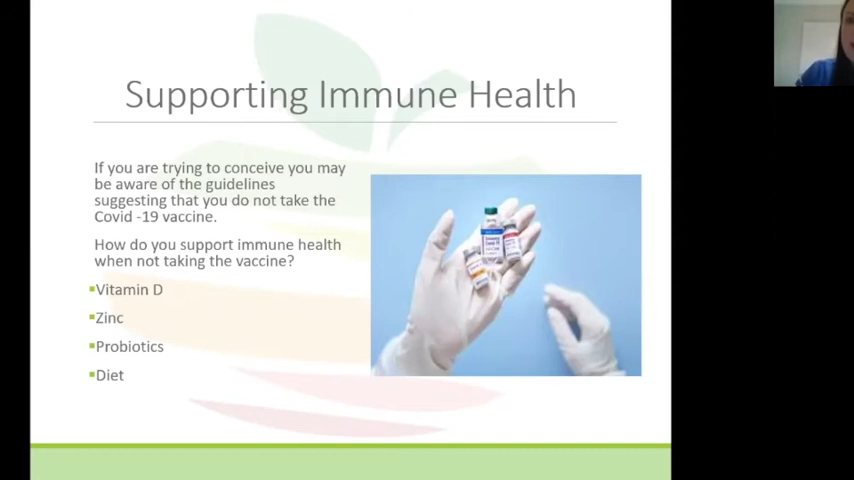 Supporting Immune Health
If you are trying to conceive you may
be aware of the guidelines
suggesting that you do not take the
Covid -19 vaccine.
How do you support immune health
when not taking the vaccine?
▪Vitamin D
▪Zinc
▪Probiotics
▪Diet